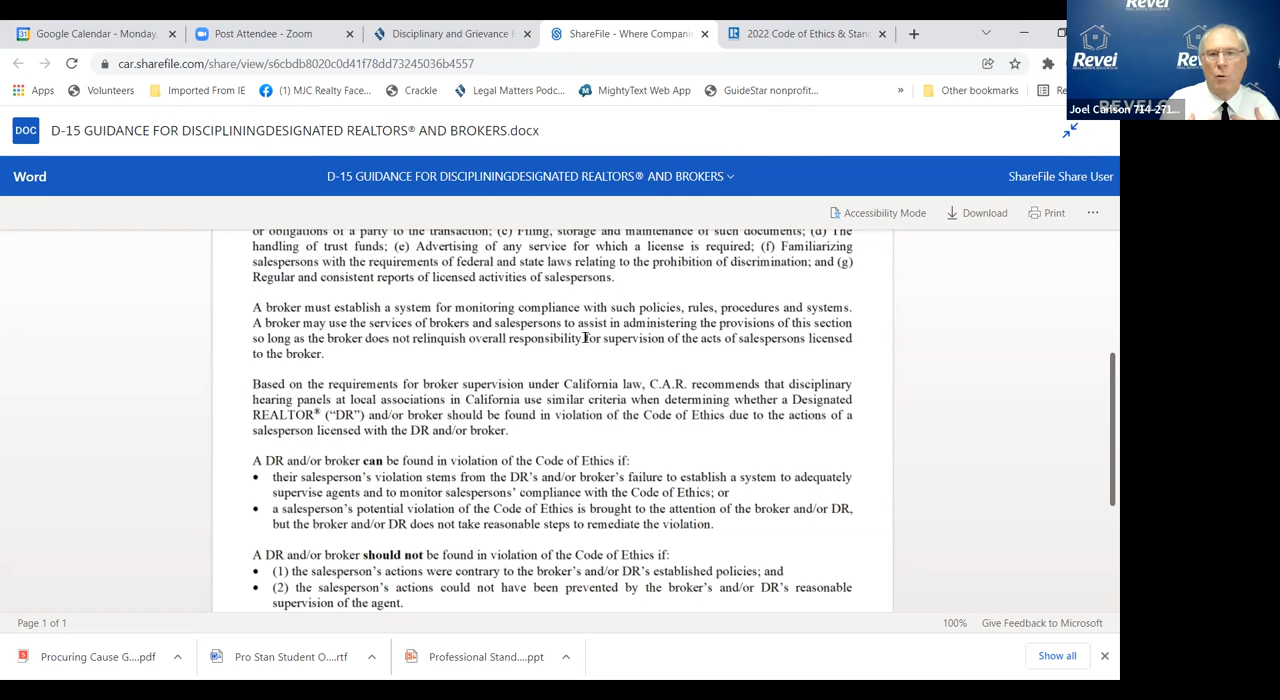 Google Calendar - Monday,
Post Attendee - Zoom
Disciplinary and Grievance
ShareFile - Where Compani
2022 Code of Ethics & Stan
car.sharefile.com/share/view/s6cbdb8020c0d41f78dd73245036b4557
Apps
Volunteers
Imported From IE
(1) MJC Realty Face...
Crackle
Legal Matters Podc...
MightyText Web App
GuideStar nonprofit...
»
Other bookmarks
Revei
Revei
REAL ESTATE EDUCATION
Joel Carlson 714-271...
DOC
D-15 GUIDANCE FOR DISCIPLININGDESIGNATED REALTORS® AND BROKERS.docx
Word
D-15 GUIDANCE FOR DISCIPLININGDESIGNATED REALTORS® AND BROKERS
ShareFile Share User
Accessibility Mode
Download
Print
...
or obligations of a party to the transaction; (c) Filing, storage and maintenance of such documents; (d) The
handling of trust funds; (e) Advertising of any service for which a license is required; (f) Familiarizing
salespersons with the requirements of federal and state laws relating to the prohibition of discrimination; and (g)
Regular and consistent reports of licensed activities of salespersons.
A broker must establish a system for monitoring compliance with such policies, rules, procedures and systems.
A broker may use the services of brokers and salespersons to assist in administering the provisions of this section
so long as the broker does not relinquish overall responsibility for supervision of the acts of salespersons licensed
to the broker.
Based on the requirements for broker supervision under California law, C.A.R. recommends that disciplinary
hearing panels at local associations in California use similar criteria when determining whether a Designated
REALTOR® (“DR”) and/or broker should be found in violation of the Code of Ethics due to the actions of a
salesperson licensed with the DR and/or broker.
A DR and/or broker can be found in violation of the Code of Ethics if:
• their salesperson’s violation stems from the DR’s and/or broker’s failure to establish a system to adequately
supervise agents and to monitor salespersons’ compliance with the Code of Ethics; or
• a salesperson’s potential violation of the Code of Ethics is brought to the attention of the broker and/or DR,
but the broker and/or DR does not take reasonable steps to remediate the violation.
A DR and/or broker should not be found in violation of the Code of Ethics if:
• (1) the salesperson’s actions were contrary to the broker’s and/or DR’s established policies; and
• (2) the salesperson’s actions could not have been prevented by the broker’s and/or DR’s reasonable
supervision of the agent.
Page 1 of 1
100%
Give Feedback to Microsoft
Procuring Cause G....pdf
Pro Stan Student O....rtf
Professional Stand....ppt
Show all